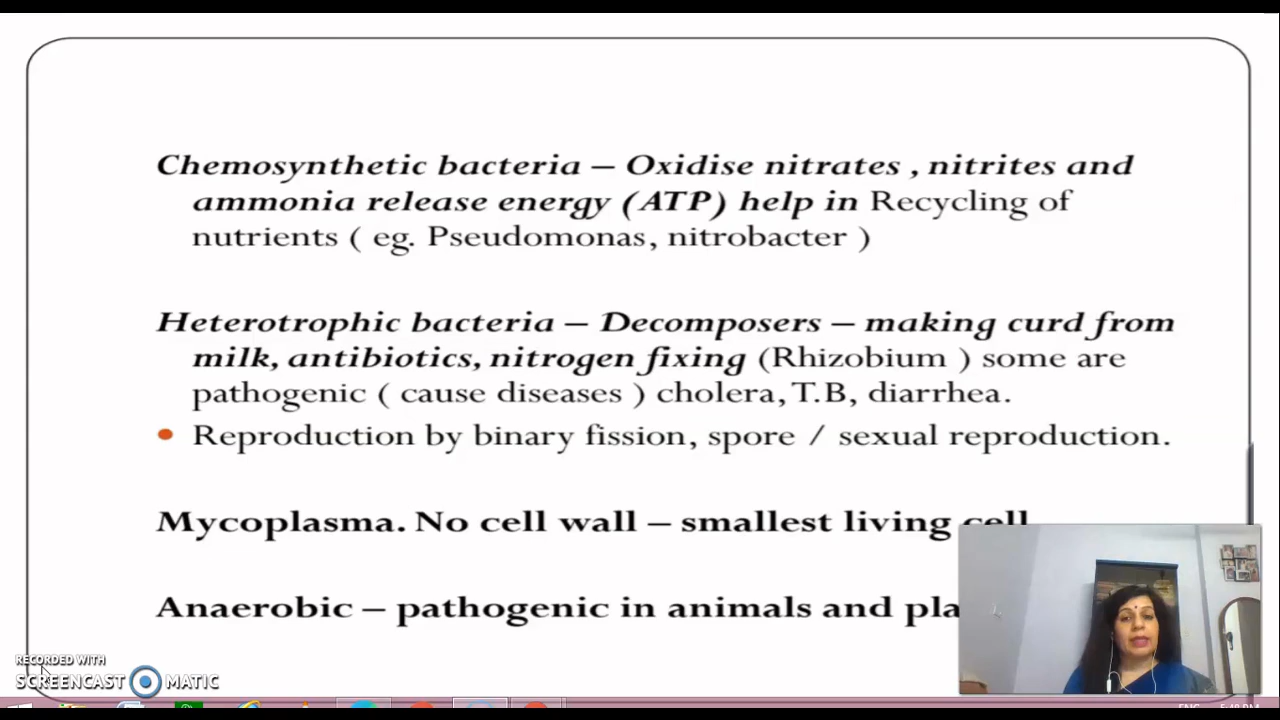 Chemosynthetic bacteria – Oxidise nitrates , nitrites and
ammonia release energy (ATP) help in Recycling of
nutrients ( eg. Pseudomonas, nitrobacter )
Heterotrophic bacteria – Decomposers – making curd from
milk, antibiotics, nitrogen fixing (Rhizobium ) some are
pathogenic ( cause diseases ) cholera, T.B, diarrhea.
• Reproduction by binary fission, spore / sexual reproduction.
Mycoplasma. No cell wall – smallest living cell
Anaerobic – pathogenic in animals and
RECORDED WITH
SCREENCAST MATIC